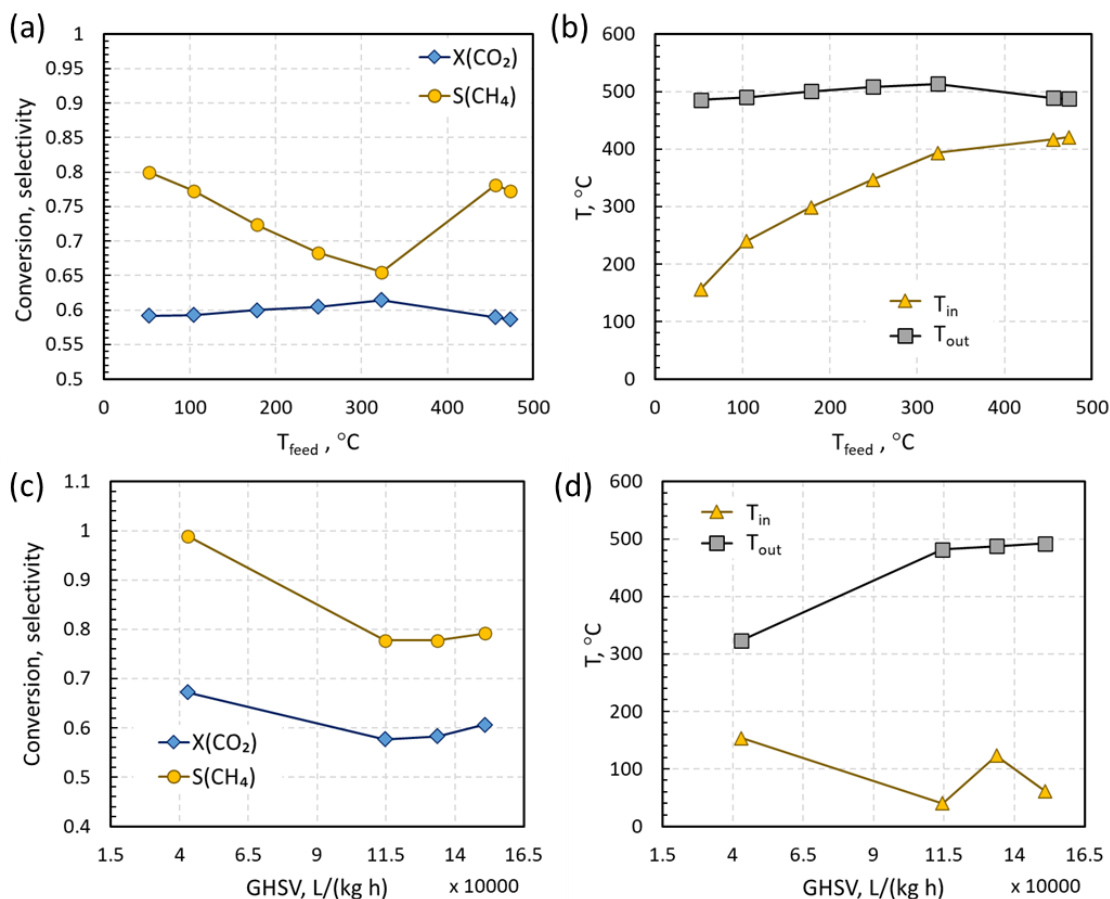 (a)
Conversion, selectivity
1
0.95
0.9
0.85
0.8
0.75
0.7
0.65
0.6
0.55
0.5
X(CO₂)
S(CH₄)
0 100 200 300 400 500
T_feed , °C
(b)
T, °C
600
500
400
300
200
100
0
T_in
T_out
0 100 200 300 400 500
T_feed , °C
(c)
Conversion, selectivity
1.1
1
0.9
0.8
0.7
0.6
0.5
0.4
X(CO₂)
S(CH₄)
1.5 4 6.5 9 11.5 14 16.5
GHSV, L/(kg h) x 10000
(d)
T, °C
600
500
400
300
200
100
0
T_in
T_out
1.5 4 6.5 9 11.5 14 16.5
GHSV, L/(kg h) x 10000